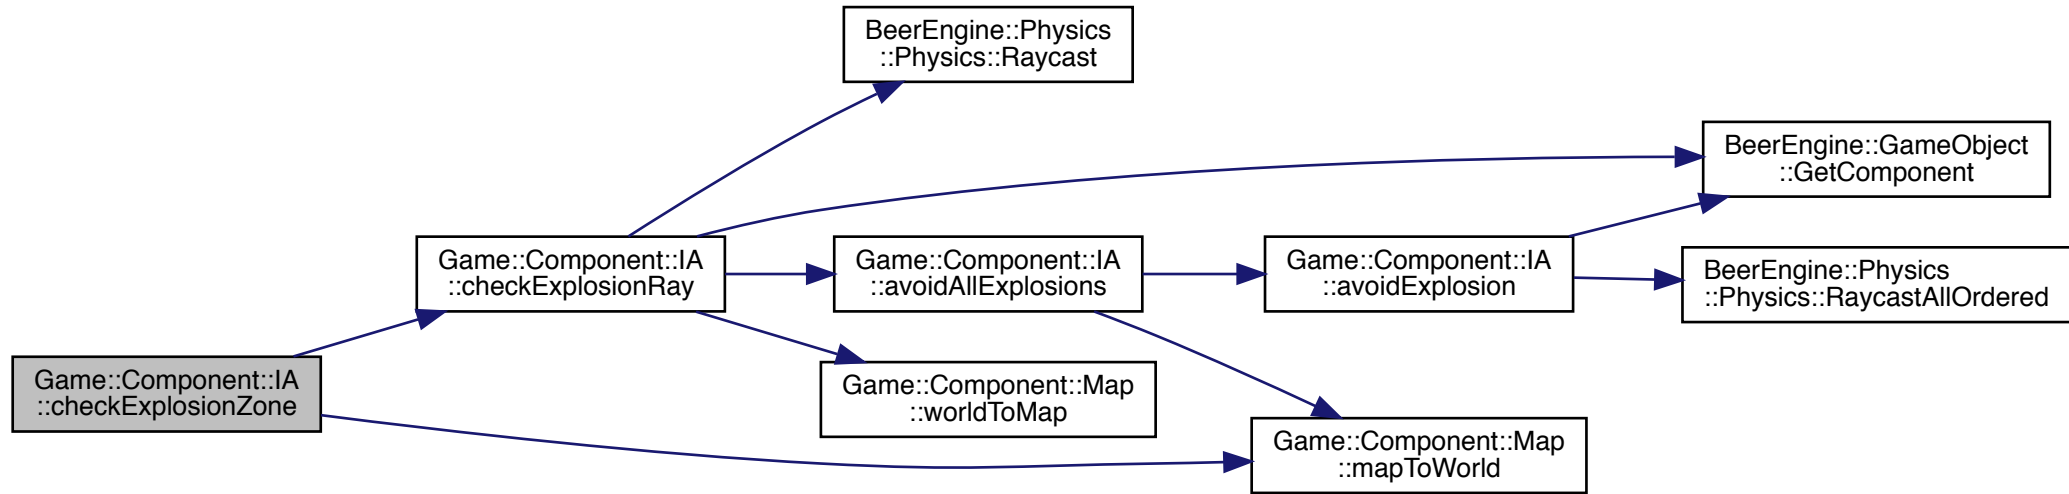 BeerEngine::Physics
::Physics::Raycast
BeerEngine::GameObject
::GetComponent
Game::Component::IA
::checkExplosionRay
Game::Component::IA
::avoidAllExplosions
Game::Component::IA
::avoidExplosion
BeerEngine::Physics
::Physics::RaycastAllOrdered
Game::Component::IA
::checkExplosionZone
Game::Component::Map
::worldToMap
Game::Component::Map
::mapToWorld